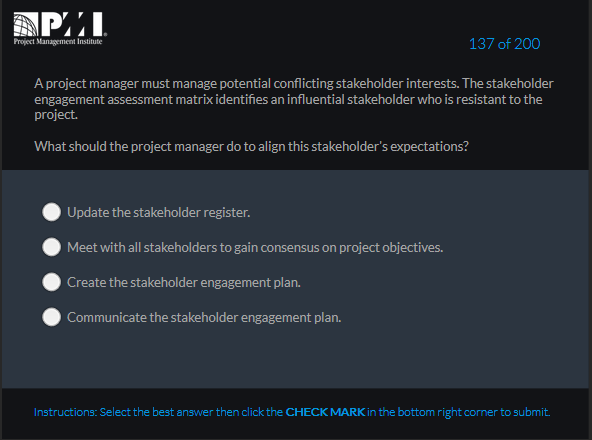 PMI
Project Management Institute
137 of 200
A project manager must manage potential conflicting stakeholder interests. The stakeholder
engagement assessment matrix identifies an influential stakeholder who is resistant to the
project.
What should the project manager do to align this stakeholder's expectations?
Update the stakeholder register.
Meet with all stakeholders to gain consensus on project objectives.
Create the stakeholder engagement plan.
Communicate the stakeholder engagement plan.
Instructions: Select the best answer then click the CHECK MARK in the bottom right corner to submit.